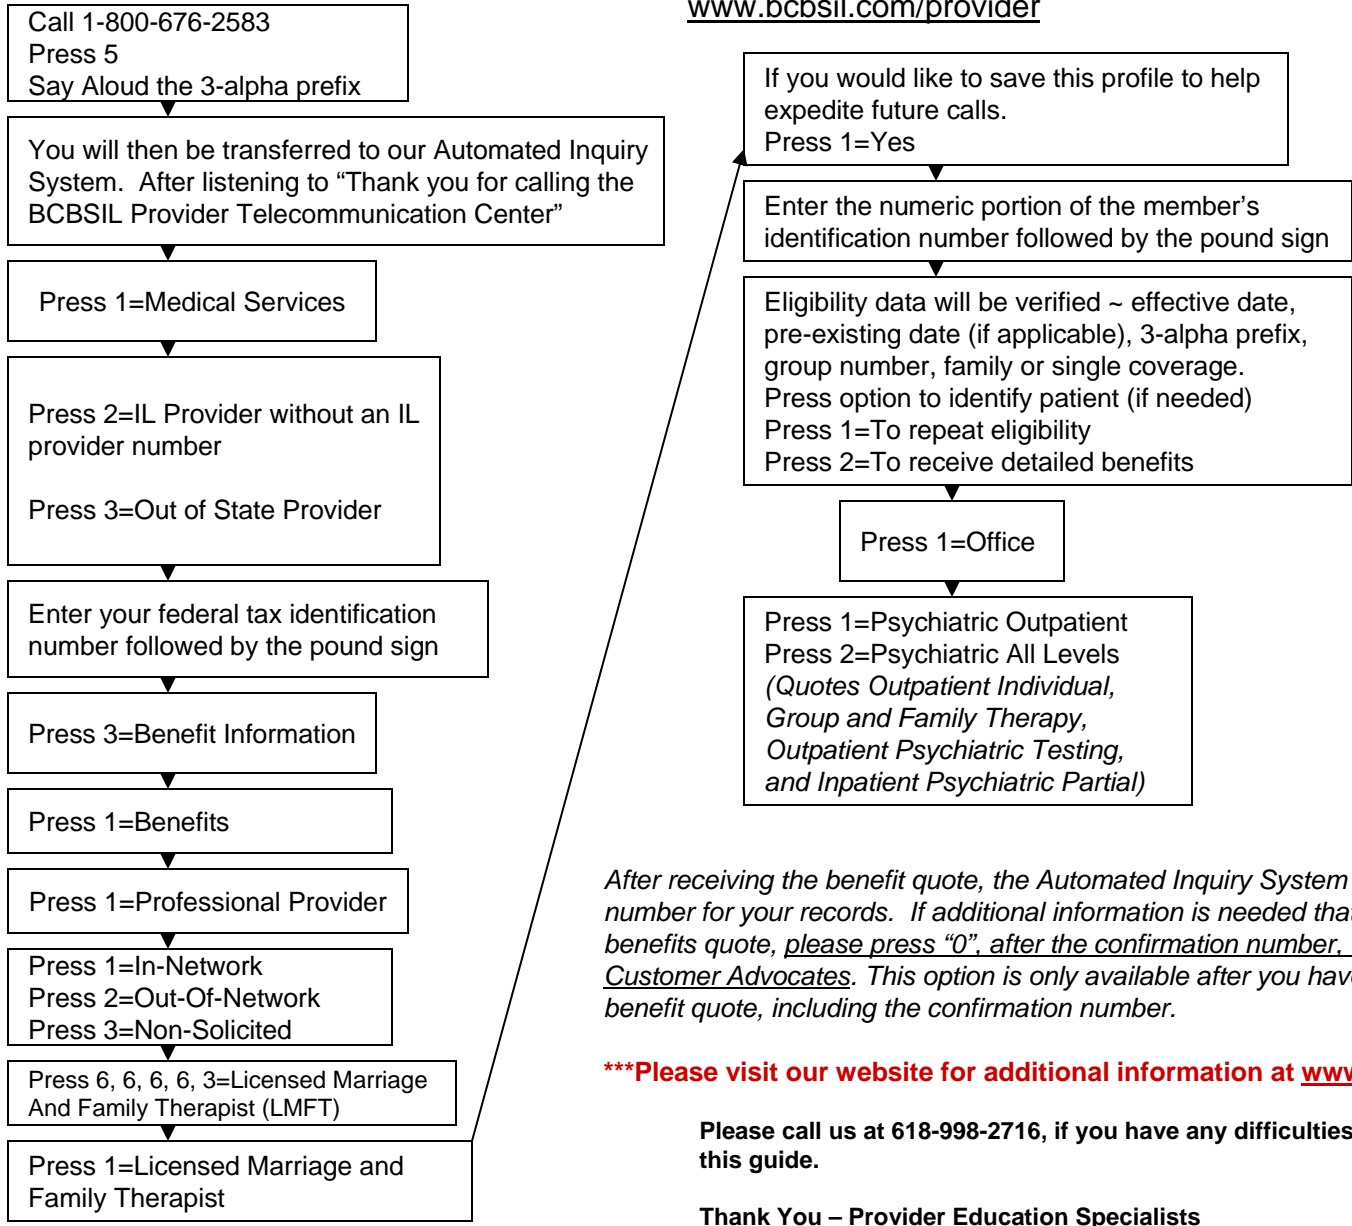 Call 1-800-676-2583
Press 5
Say Aloud the 3-alpha prefix
You will then be transferred to our Automated Inquiry
System.  After listening to “Thank you for calling the
BCBSIL Provider Telecommunication Center”
Press 1=Medical Services
Press 2=IL Provider without an IL
provider number
Press 3=Out of State Provider
Enter your federal tax identification
number followed by the pound sign
Press 3=Benefit Information
Press 1=Benefits
Press 1=Professional Provider
Press 1=In-Network
Press 2=Out-Of-Network
Press 3=Non-Solicited
Press 6, 6, 6, 6, 3=Licensed Marriage
And Family Therapist (LMFT)
Press 1=Licensed Marriage and
Family Therapist
www.bcbsil.com/provider
If you would like to save this profile to help
expedite future calls.
Press 1=Yes
Enter the numeric portion of the member’s
identification number followed by the pound sign
Eligibility data will be verified ~ effective date,
pre-existing date (if applicable), 3-alpha prefix,
group number, family or single coverage.
Press option to identify patient (if needed)
Press 1=To repeat eligibility
Press 2=To receive detailed benefits
Press 1=Office
Press 1=Psychiatric Outpatient
Press 2=Psychiatric All Levels
(Quotes Outpatient Individual,
Group and Family Therapy,
Outpatient Psychiatric Testing,
and Inpatient Psychiatric Partial)
After receiving the benefit quote, the Automated Inquiry System
number for your records.  If additional information is needed that
benefits quote, please press “0”, after the confirmation number,
Customer Advocates. This option is only available after you have
benefit quote, including the confirmation number.
***Please visit our website for additional information at www
Please call us at 618-998-2716, if you have any difficulties
this guide.
Thank You – Provider Education Specialists